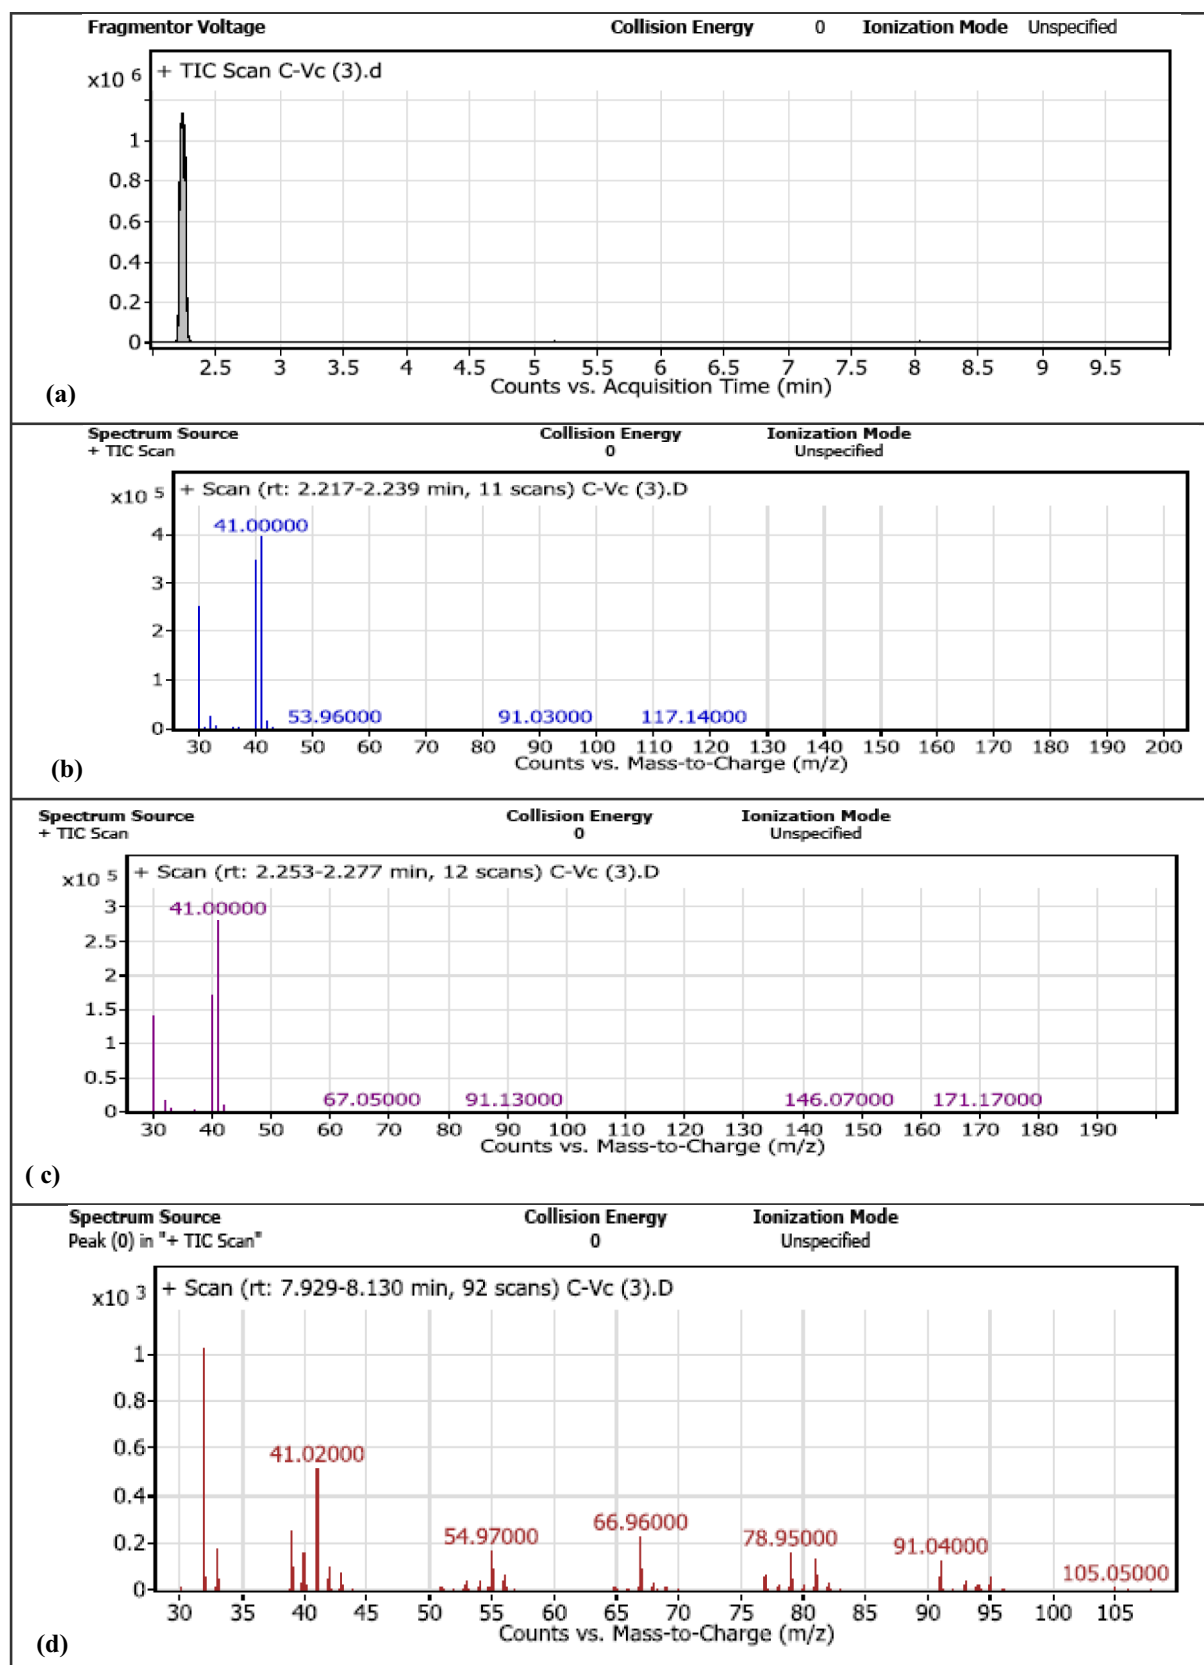 Fragmentor Voltage Collision Energy 0 Ionization Mode Unspecified
x10 6 + TIC Scan C-Vc (3).d
1
0.8
0.6
0.4
0.2
0
2.5 3 3.5 4 4.5 5 5.5 6 6.5 7 7.5 8 8.5 9 9.5
Counts vs. Acquisition Time (min)
(a)
Spectrum Source Collision Energy Ionization Mode
+ TIC Scan 0 Unspecified
x10 5 + Scan (rt: 2.217-2.239 min, 11 scans) C-Vc (3).D
41.00000
4
3
2
1
53.96000 91.03000 117.14000
0
30 40 50 60 70 80 90 100 110 120 130 140 150 160 170 180 190 200
Counts vs. Mass-to-Charge (m/z)
(b)
Spectrum Source Collision Energy Ionization Mode
+ TIC Scan 0 Unspecified
x10 5 + Scan (rt: 2.253-2.277 min, 12 scans) C-Vc (3).D
3 41.00000
2.5
2
1.5
1
0.5
67.05000 91.13000 146.07000 171.17000
0
30 40 50 60 70 80 90 100 110 120 130 140 150 160 170 180 190
Counts vs. Mass-to-Charge (m/z)
( c)
Spectrum Source Collision Energy Ionization Mode
Peak (0) in "+ TIC Scan" 0 Unspecified
x10 3 + Scan (rt: 7.929-8.130 min, 92 scans) C-Vc (3).D
1
0.8
0.6
41.02000
0.4
54.97000 66.96000 78.95000 91.04000 105.05000
0.2
0
30 35 40 45 50 55 60 65 70 75 80 85 90 95 100 105
Counts vs. Mass-to-Charge (m/z)
(d)